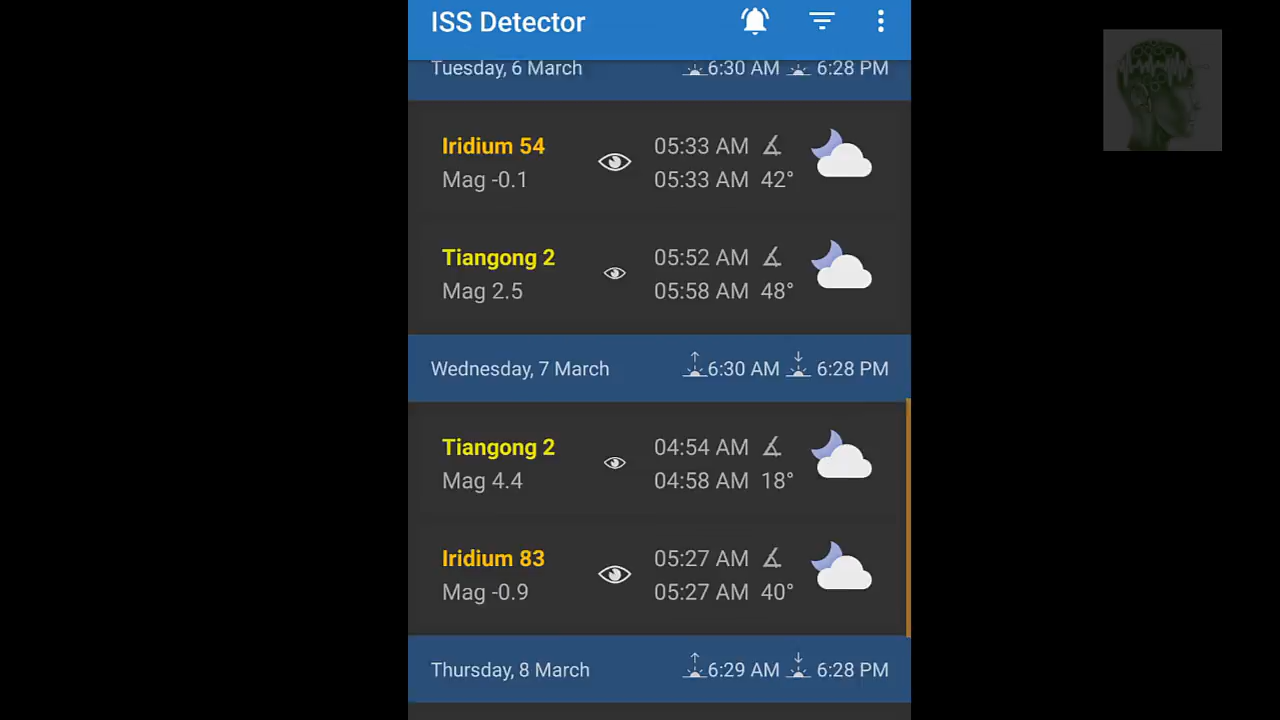 ISS Detector
Tuesday, 6 March 6:30 AM 6:28 PM
Iridium 54 05:33 AM
Mag -0.1 05:33 AM 42°
Tiangong 2 05:52 AM
Mag 2.5 05:58 AM 48°
Wednesday, 7 March 6:30 AM 6:28 PM
Tiangong 2 04:54 AM
Mag 4.4 04:58 AM 18°
Iridium 83 05:27 AM
Mag -0.9 05:27 AM 40°
Thursday, 8 March 6:29 AM 6:28 PM